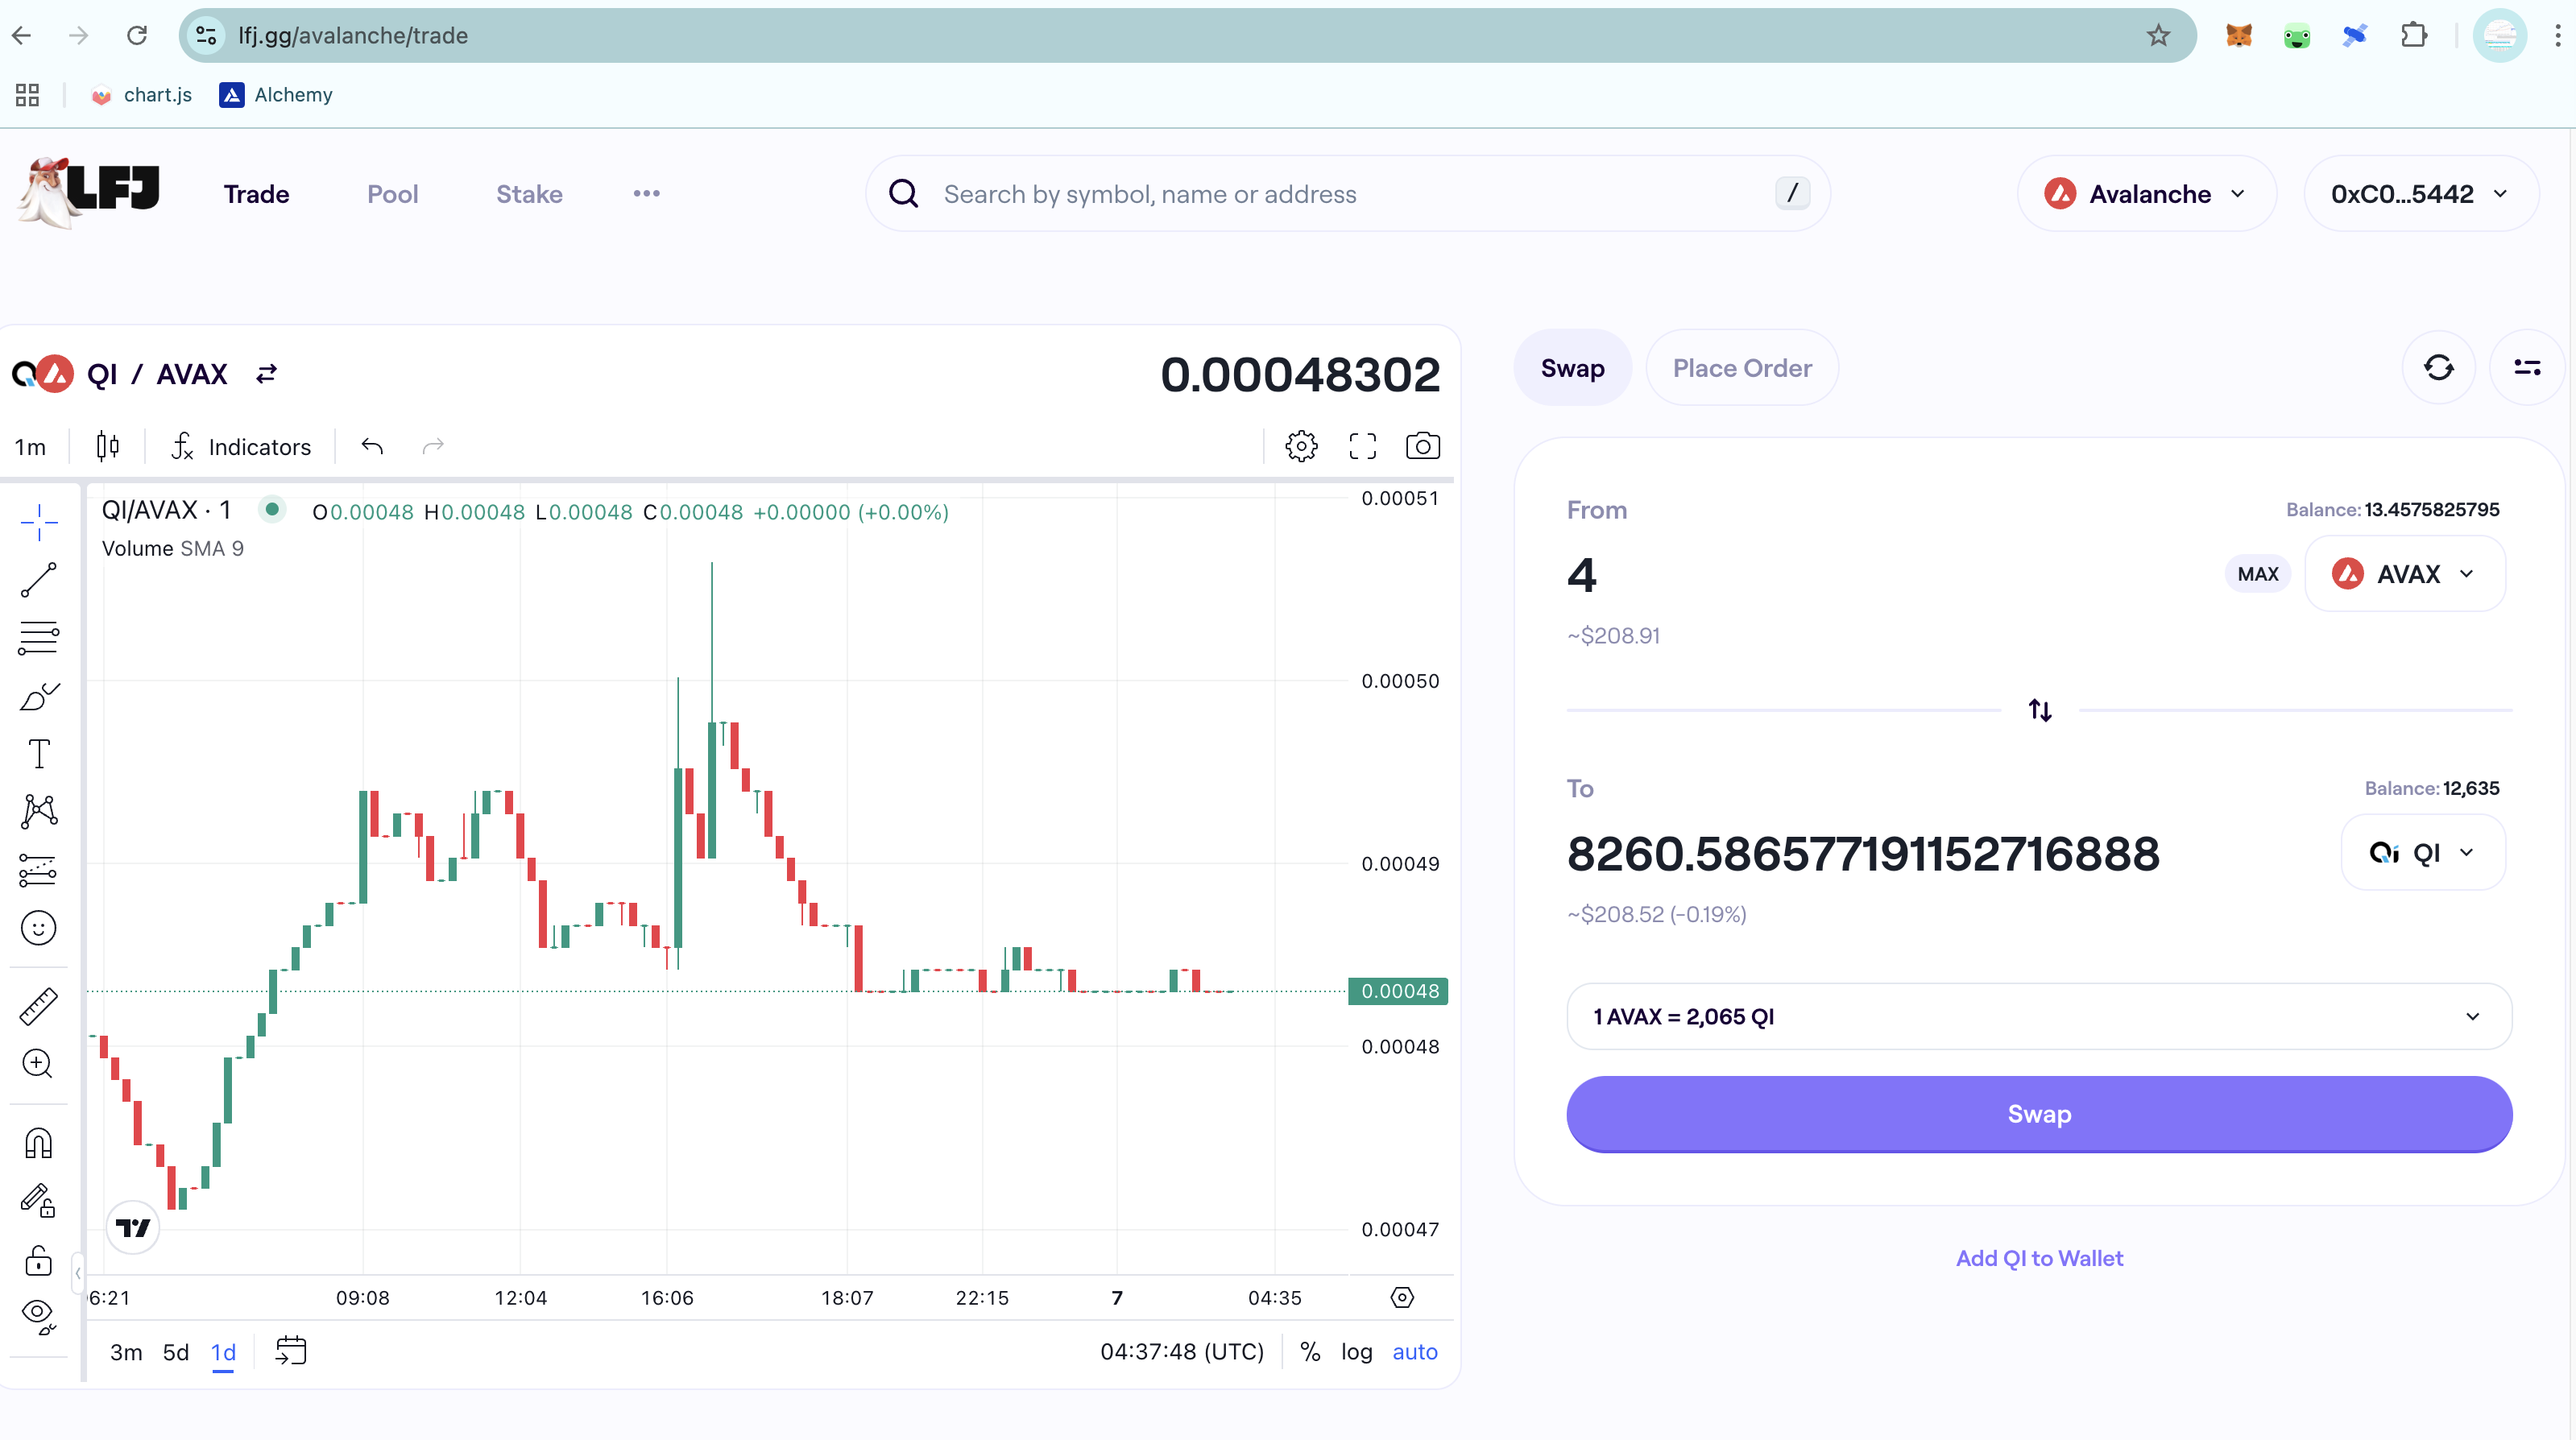 lfj.gg/avalanche/trade
chart.js Alchemy
LFJ Trade Pool Stake ••• Search by symbol, name or address / Avalanche 0xC0...5442
QI / AVAX 0.00048302
1m Indicators
QI/AVAX · 1 O0.00048 H0.00048 L0.00048 C0.00048 +0.00000 (+0.00%)
Volume SMA 9
0.00051
0.00050
0.00049
0.00048
0.00048
0.00047
6:21 09:08 12:04 16:06 18:07 22:15 7 04:35
3m 5d 1d 04:37:48 (UTC) % log auto
Swap Place Order
From Balance: 13.4575825795
4 MAX AVAX
~$208.91
To Balance: 12,635
8260.586577191152716888 QI
~$208.52 (-0.19%)
1 AVAX = 2,065 QI
Swap
Add QI to Wallet